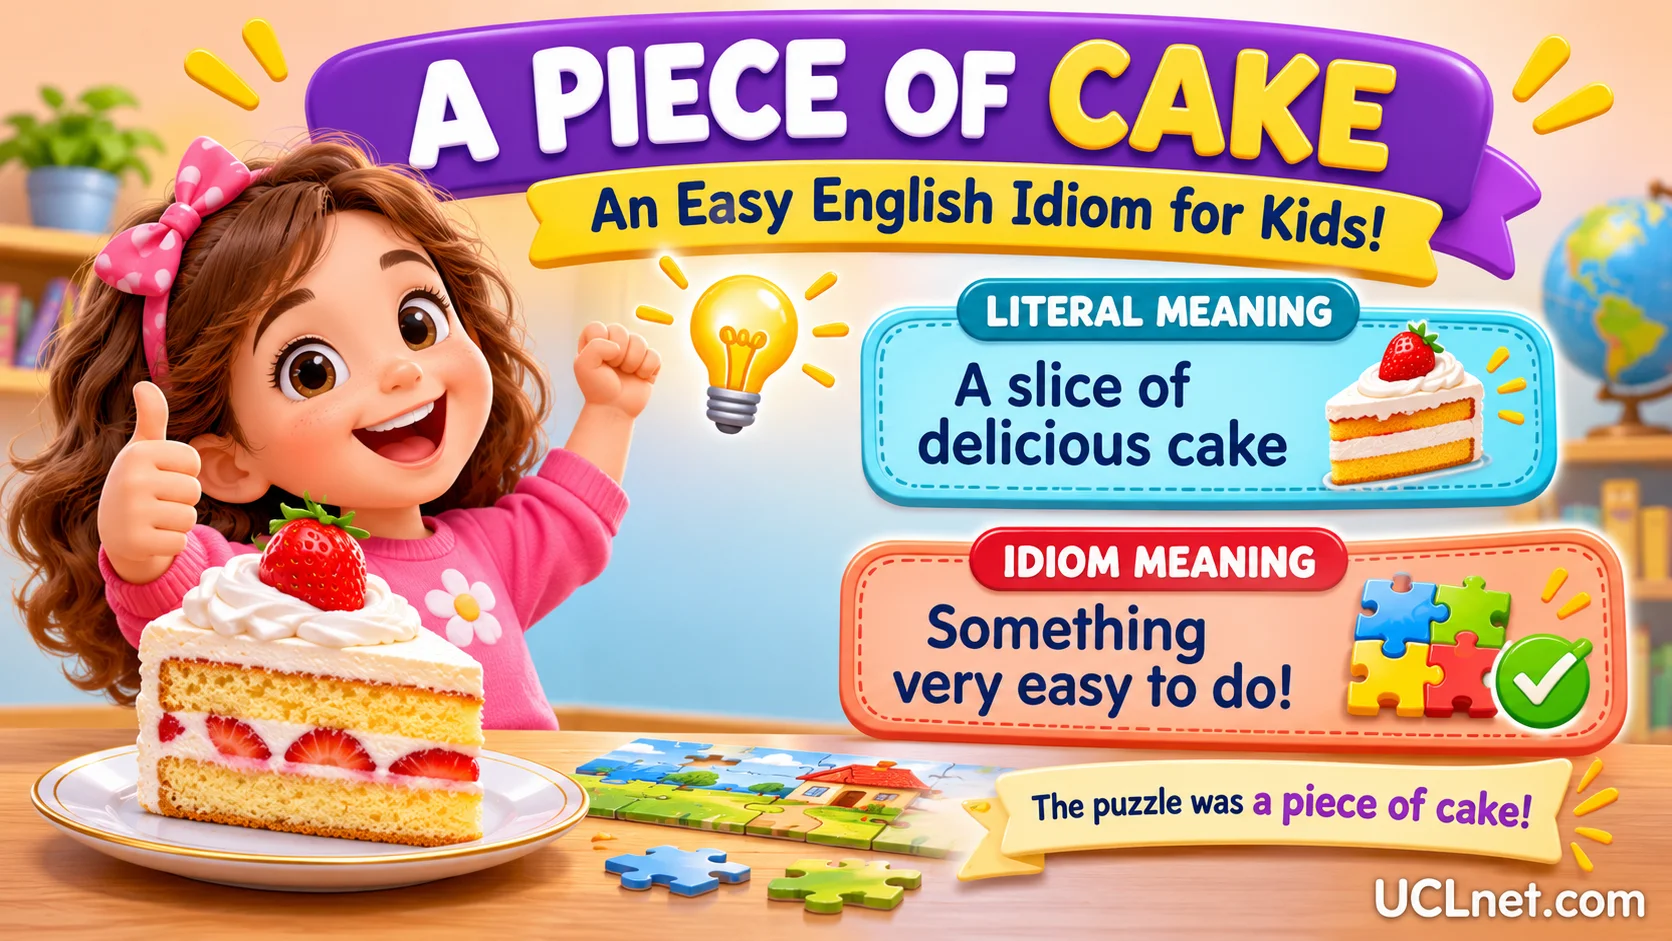 A PIECE OF CAKE
An Easy English Idiom for Kids!
LITERAL MEANING
A slice of
delicious cake
IDIOM MEANING
Something
very easy to do!
The puzzle was a piece of cake!
UCLnet.com